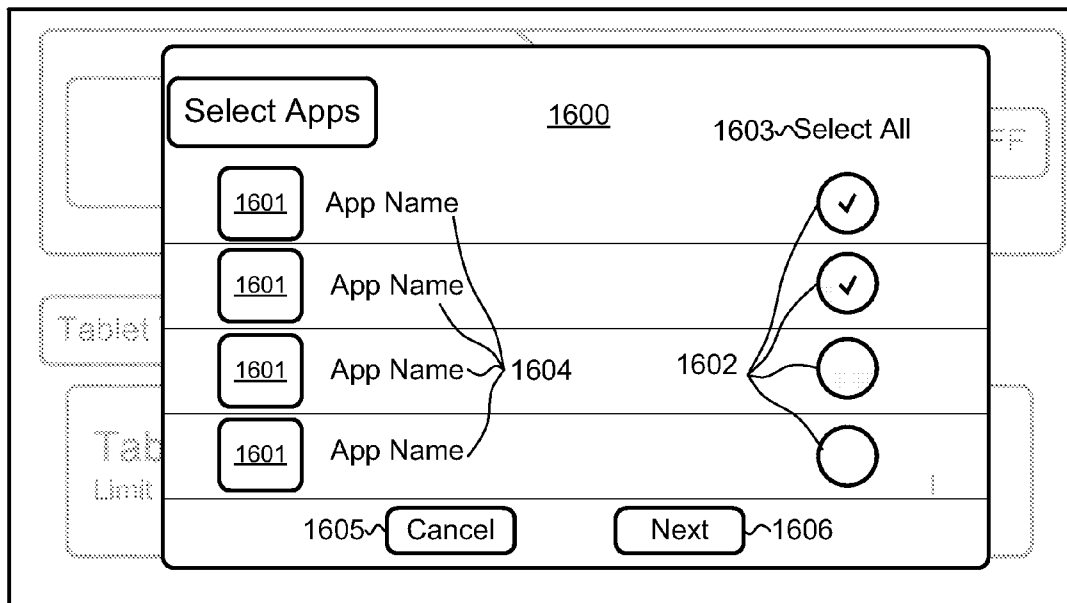 Select Apps
1600
1603 Select All
1601 App Name
1601 App Name
1601 App Name
1601 App Name
1604
1602
Tablet
Tab
Limit
1605 Cancel
Next 1606